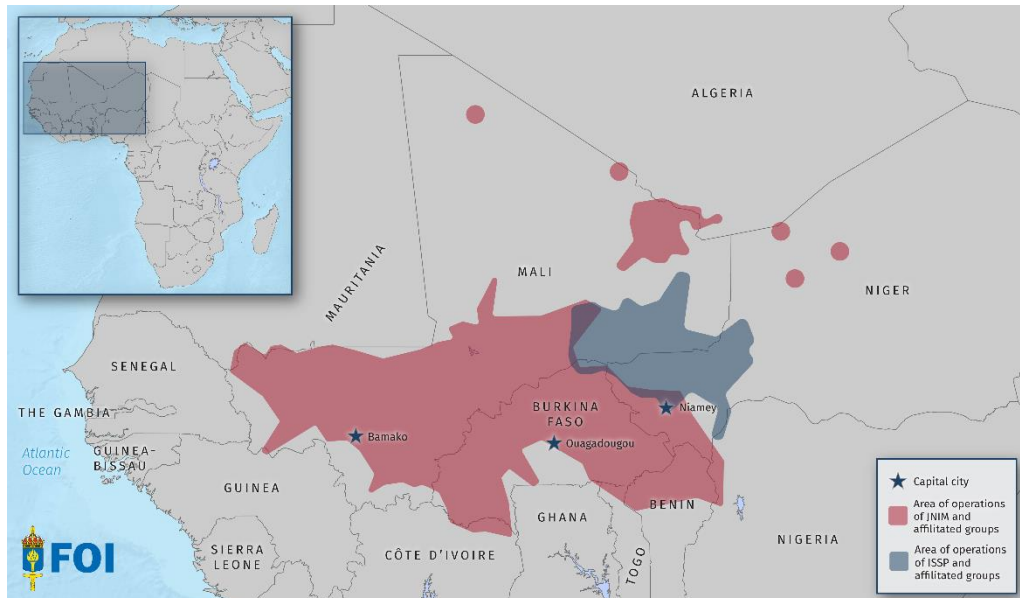 ALGERIA
MAURITANIA
MALI
NIGER
SENEGAL
THE GAMBIA
BURKINA
FASO
Niamey
Bamako
Ouagadougou
Atlantic
Ocean
GUINEA-
BISSAU
GUINEA
BENIN
GHANA
SIERRA
LEONE
CÔTE D'IVOIRE
TOGO
NIGERIA
Capital city
Area of operations
of JNIM and
affilitated groups
Area of operations
of ISSP and
affilitated groups
FOI